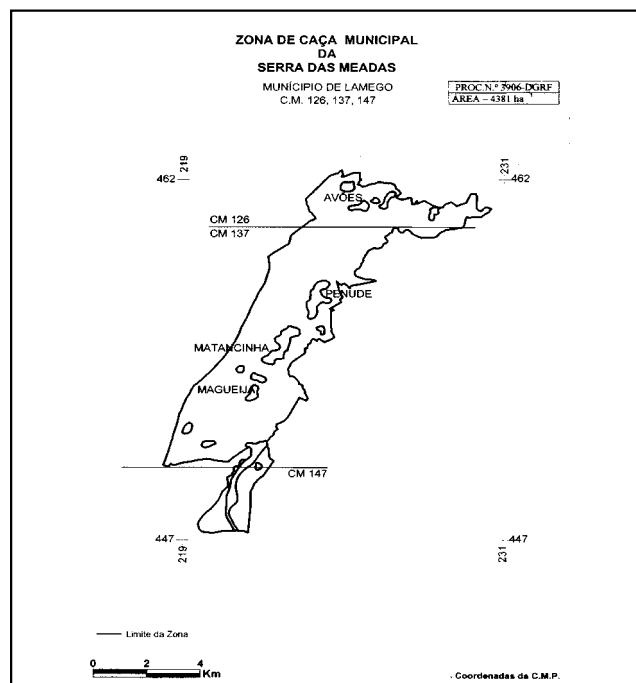 ZONA DE CAÇA MUNICIPAL
DA
SERRA DAS MEADAS
MUNÍCIPIO DE LAMEGO
C.M. 126, 137, 147
PROC.N.º 3906-DGRF
ÁREA – 4381 ha
219
231
462
462
AVÕES
CM 126
CM 137
PENUDE
MATANCINHA
MAGUEIJA
CM 147
447
447
219
231
Limite da Zona
0 2 4
Km
Coordenadas da C.M.P.